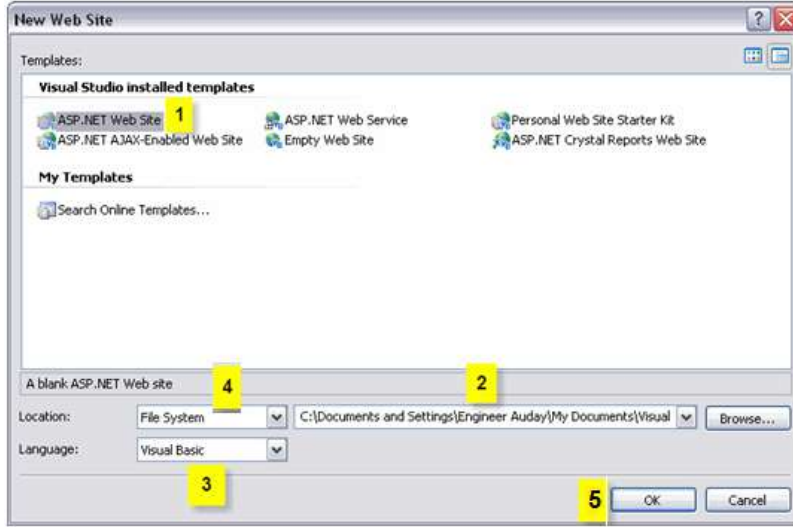 New Web Site
Templates:
Visual Studio installed templates
ASP.NET Web Site 1 ASP.NET Web Service Personal Web Site Starter Kit
ASP.NET AJAX-Enabled Web Site Empty Web Site ASP.NET Crystal Reports Web Site
My Templates
Search Online Templates...
A blank ASP.NET Web site 4 2
Location: File System C:\Documents and Settings\Engineer Auday\My Documents\Visual Browse...
Language: Visual Basic
3
5 OK Cancel